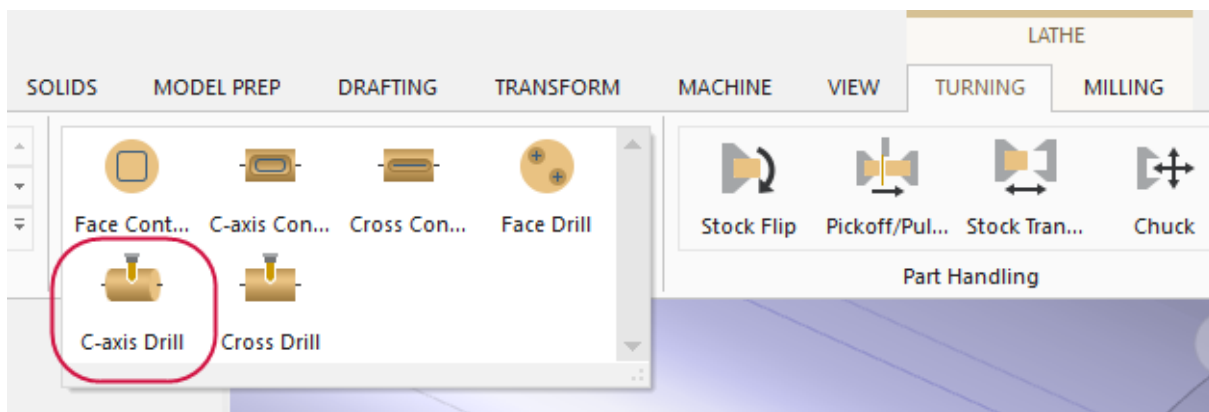 LATHE
SOLIDS MODEL PREP DRAFTING TRANSFORM MACHINE VIEW TURNING MILLING
Face Cont... C-axis Con... Cross Con... Face Drill
Stock Flip Pickoff/Pul... Stock Tran... Chuck
Part Handling
C-axis Drill Cross Drill